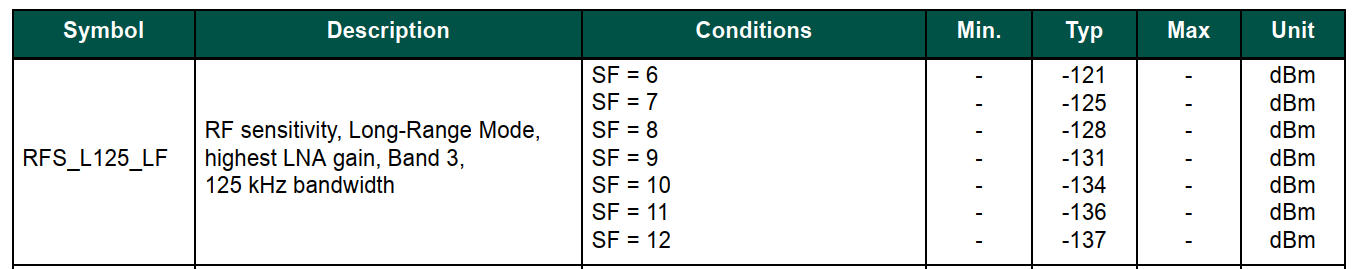 Symbol Description Conditions Min. Typ Max Unit
SF = 6 - -121 - dBm
SF = 7 - -125 - dBm
RF sensitivity, Long-Range Mode, SF = 8 - -128 - dBm
RFS_L125_LF highest LNA gain, Band 3, SF = 9 - -131 - dBm
125 kHz bandwidth SF = 10 - -134 - dBm
SF = 11 - -136 - dBm
SF = 12 - -137 - dBm